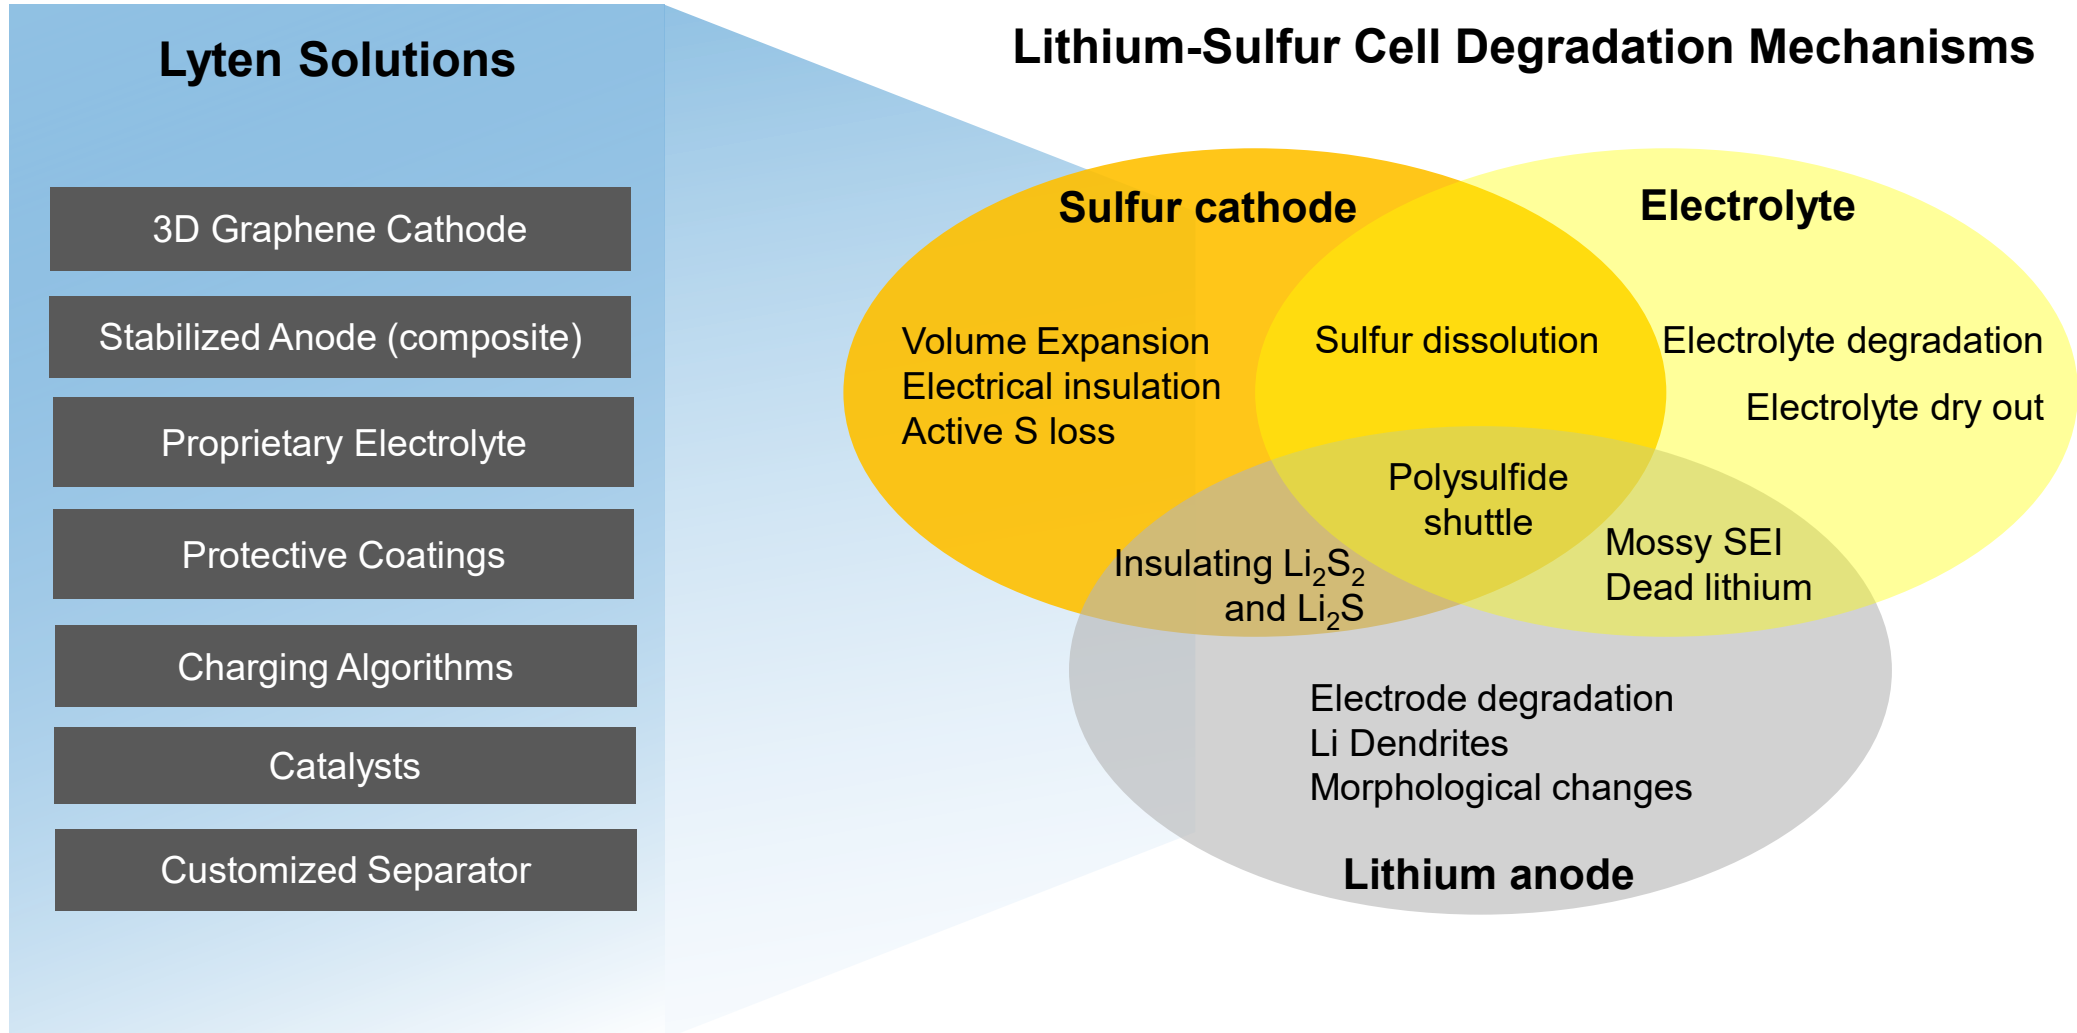 Lyten Solutions
3D Graphene Cathode
Stabilized Anode (composite)
Proprietary Electrolyte
Protective Coatings
Charging Algorithms
Catalysts
Customized Separator
Lithium-Sulfur Cell Degradation Mechanisms
Sulfur cathode
Volume Expansion
Electrical insulation
Active S loss
Sulfur dissolution
Electrolyte
Electrolyte degradation
Electrolyte dry out
Polysulfide
shuttle
Insulating Li₂S₂
and Li₂S
Mossy SEI
Dead lithium
Electrode degradation
Li Dendrites
Morphological changes
Lithium anode